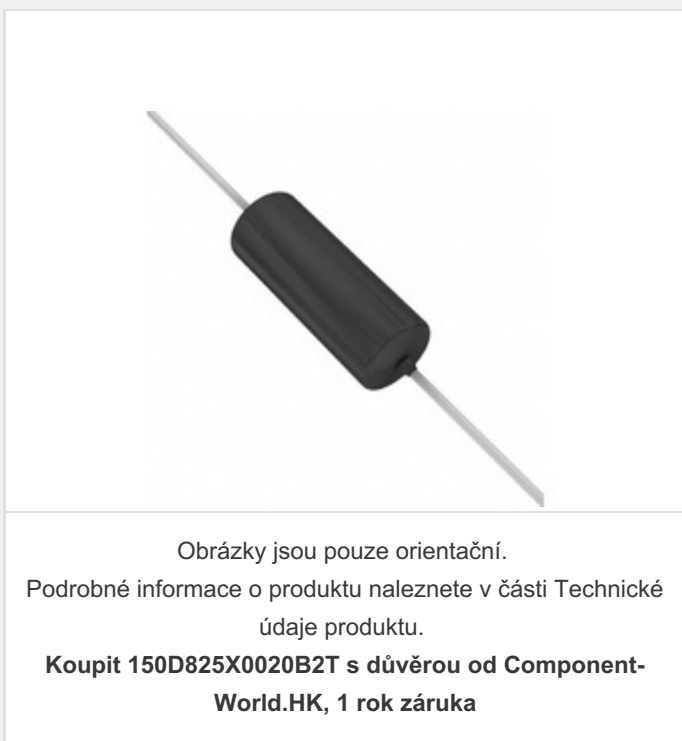 Obrázky jsou pouze orientační.
Podrobné informace o produktu naleznete v části Technické
údaje produktu.
Koupit 150D825X0020B2T s důvěrou od Component-
World.HK, 1 rok záruka